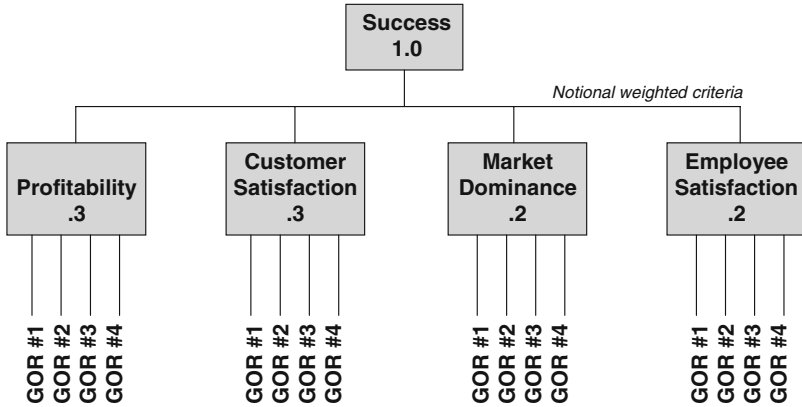 Success
1.0
Notional weighted criteria
Profitability
.3
Customer
Satisfaction
.3
Market
Dominance
.2
Employee
Satisfaction
.2
GOR #1
GOR #2
GOR #3
GOR #4
GOR #1
GOR #2
GOR #3
GOR #4
GOR #1
GOR #2
GOR #3
GOR #4
GOR #1
GOR #2
GOR #3
GOR #4